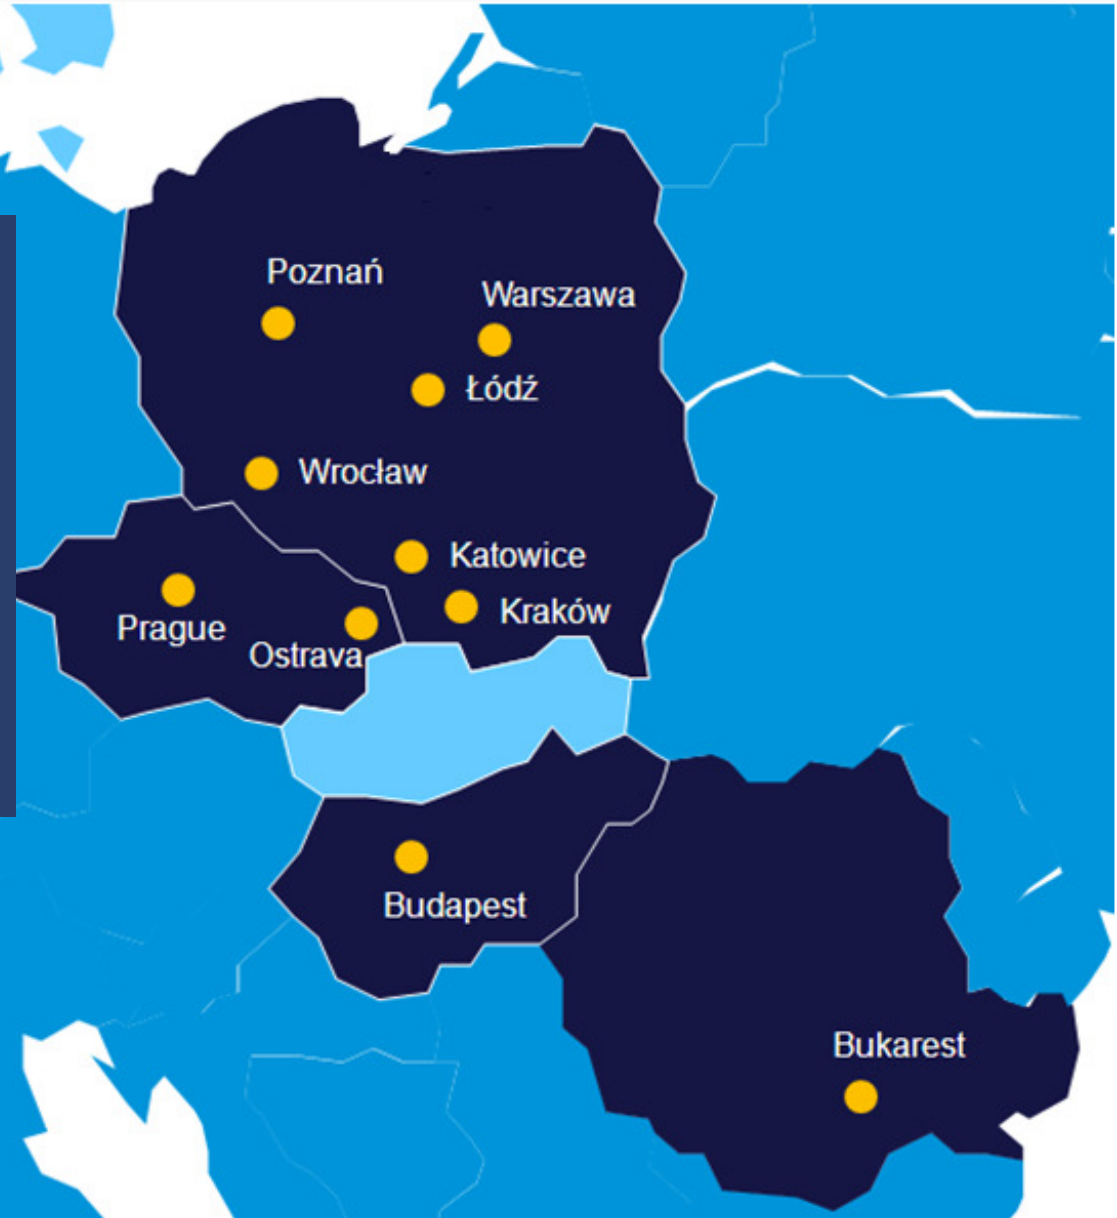 Poznań
Warszawa
Łódź
Wrocław
Katowice
Kraków
Prague
Ostrava
Budapest
Bukarest